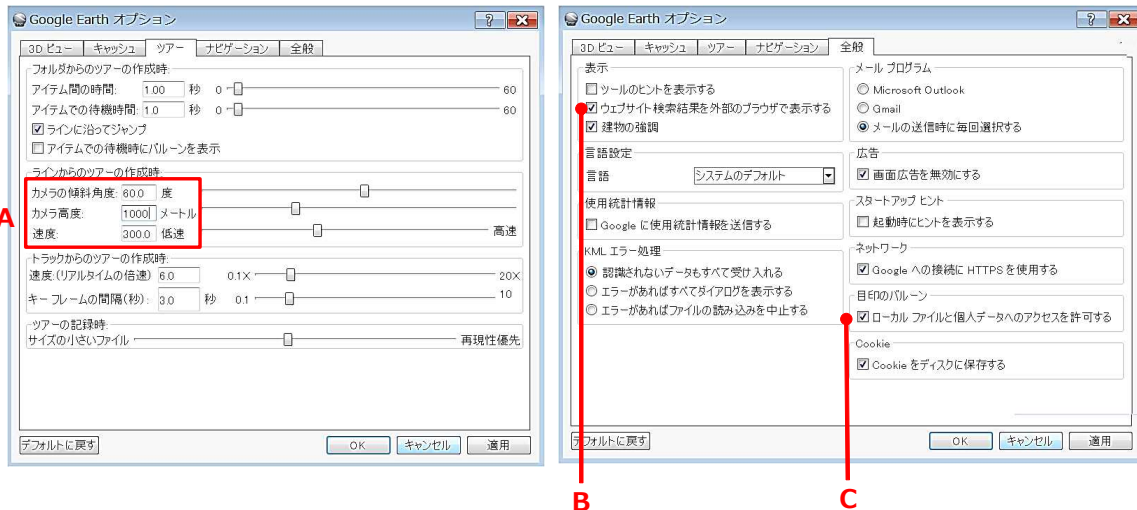 Google Earth オプション
3D ビュー キャッシュ ツアー ナビゲーション 全般
フォルダからのツアーの作成時:
アイテム間の時間: 1.00 秒 0 60
アイテムでの待機時間: 1.0 秒 0 60
ラインに沿ってジャンプ
アイテムでの待機時にバルーンを表示
ラインからのツアーの作成時:
カメラの傾斜角度: 60.0 度
A
カメラ高度: 1000 メートル
速度: 300.0 低速 高速
トラックからのツアーの作成時:
速度:(リアルタイムの倍速) 6.0 0.1X 20X
キー フレームの間隔(秒): 3.0 秒 0.1 10
ツアーの記録時:
サイズの小さいファイル 再現性優先
デフォルトに戻す OK キャンセル 適用
Google Earth オプション
3D ビュー キャッシュ ツアー ナビゲーション 全般
表示
ツールのヒントを表示する
ウェブサイト検索結果を外部のブラウザで表示する
建物の強調
言語設定
言語 システムのデフォルト
使用統計情報
Google に使用統計情報を送信する
KML エラー処理
認識されないデータもすべて受け入れる
エラーがあればすべてダイアログを表示する
エラーがあればファイルの読み込みを中止する
メール プログラム
Microsoft Outlook
Gmail
メールの送信時に毎回選択する
広告
画面広告を無効にする
スタートアップ ヒント
起動時にヒントを表示する
ネットワーク
Google への接続に HTTPS を使用する
目印のバルーン
ローカル ファイルと個人データへのアクセスを許可する
Cookie
Cookie をディスクに保存する
デフォルトに戻す OK キャンセル 適用
B C